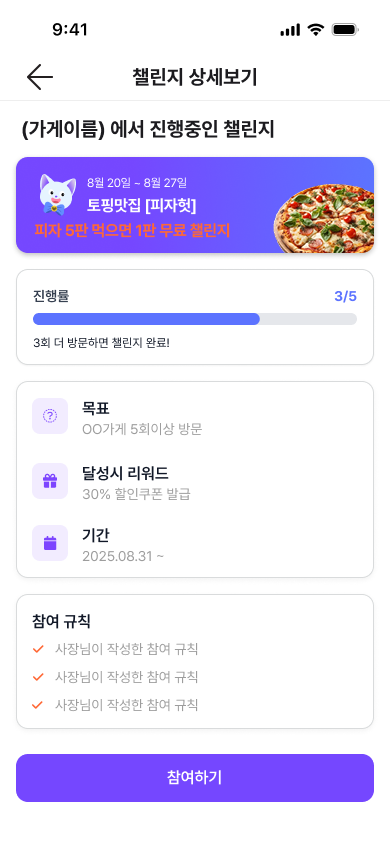 9:41
챌린지 상세보기
(가게이름) 에서 진행중인 챌린지
8월 20일 ~ 8월 27일
토핑맛집 [피자헛]
피자 5판 먹으면 1판 무료 챌린지
진행률 3/5
3회 더 방문하면 챌린지 완료!
목표
OO가게 5회이상 방문
달성시 리워드
30% 할인쿠폰 발급
기간
2025.08.31 ~
참여 규칙
사장님이 작성한 참여 규칙
사장님이 작성한 참여 규칙
사장님이 작성한 참여 규칙
참여하기